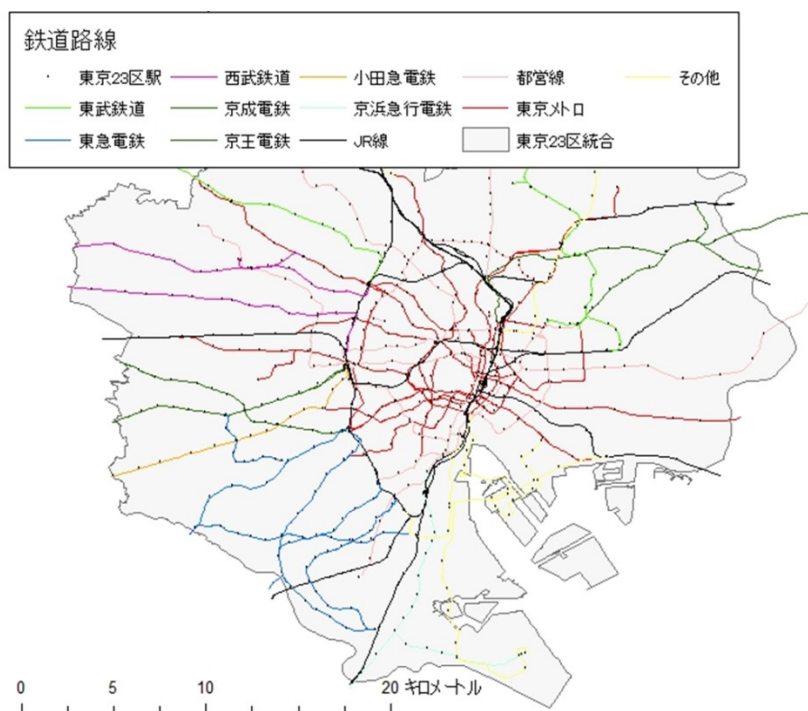 鉄道路線
東京23区駅 西武鉄道 小田急電鉄 都営線 その他
東武鉄道 京成電鉄 京浜急行電鉄 東京メトロ
東急電鉄 京王電鉄 JR線 東京23区統合
0 5 10 20 キロメートル